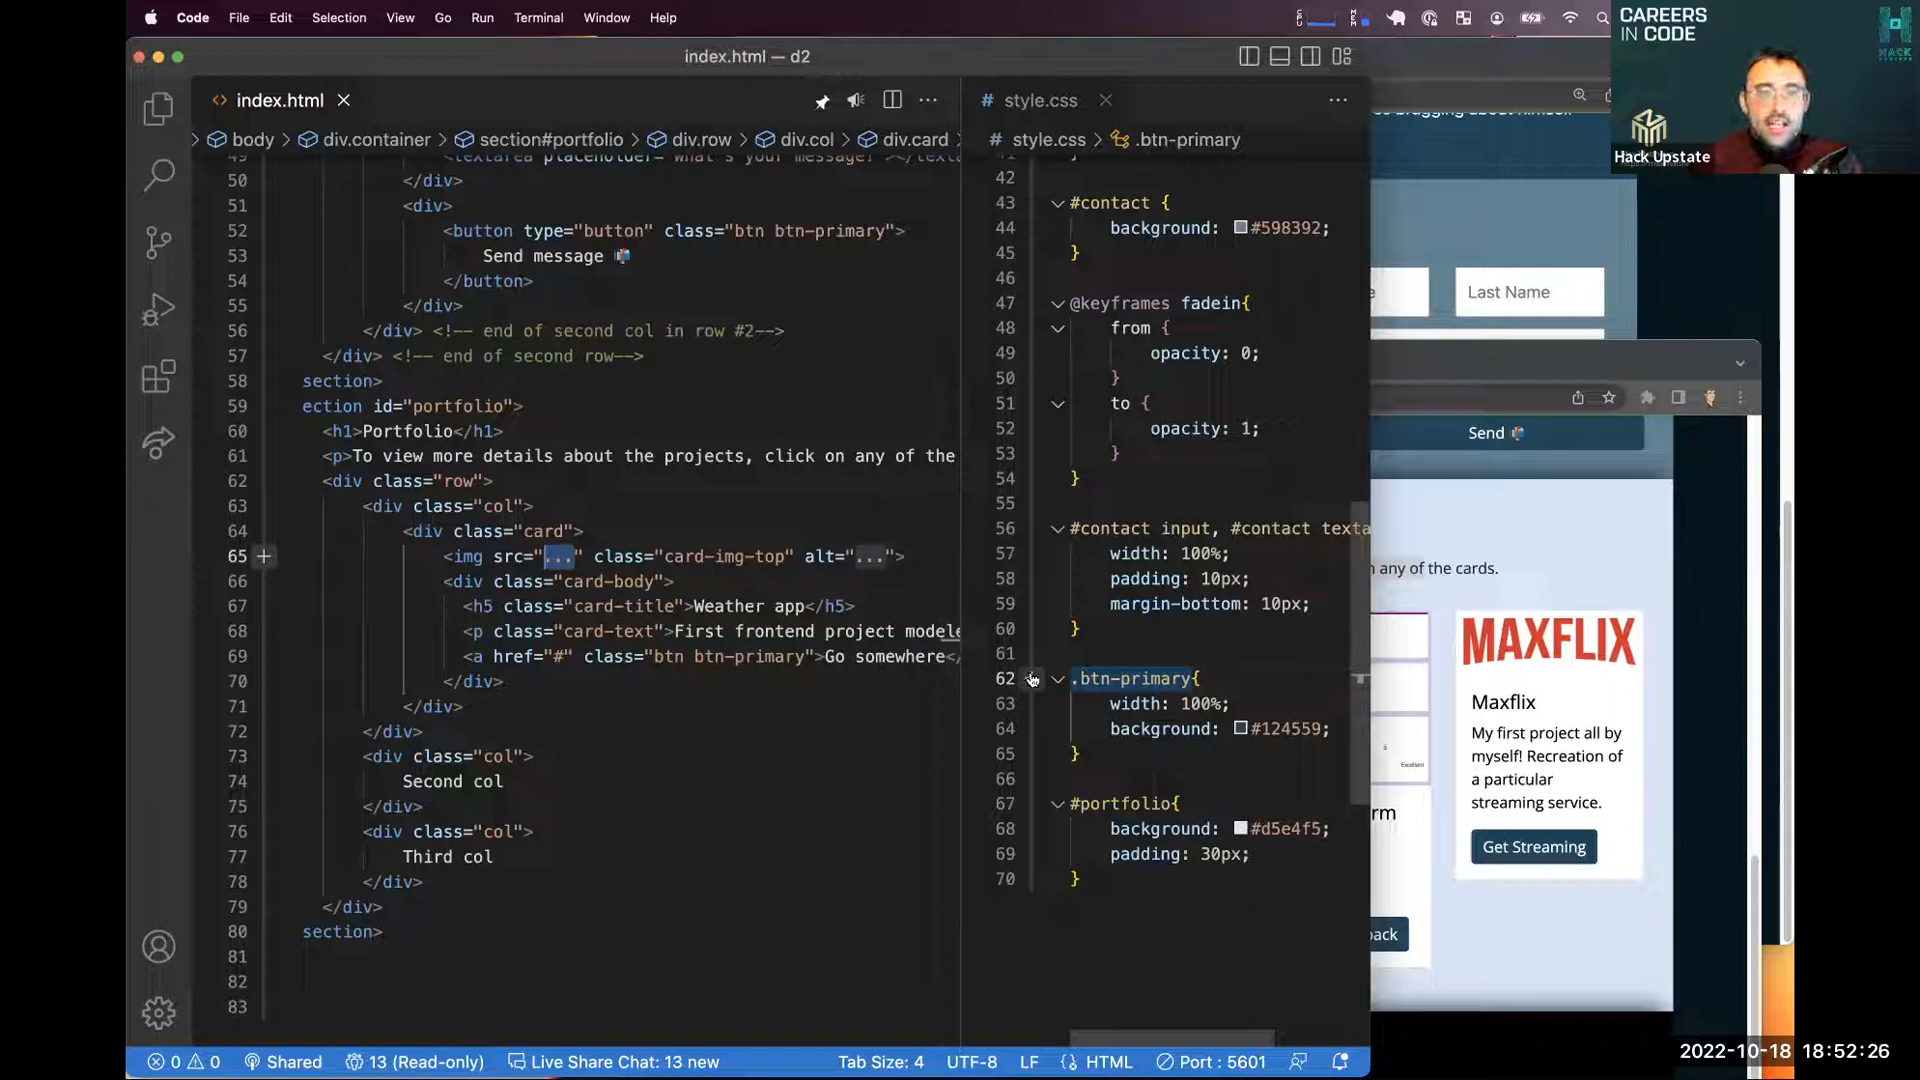 Code File Edit Selection View Go Run Terminal Window Help
index.html — d2
index.html
body > div.container > section#portfolio > div.row > div.col > div.card
50 </div>
51 <div>
52 <button type="button" class="btn btn-primary">
53 Send message 📬
54 </button>
55 </div>
56 </div> <!-- end of second col in row #2-->
57 </div> <!-- end of second row-->
58 section>
59 ection id="portfolio">
60 <h1>Portfolio</h1>
61 <p>To view more details about the projects, click on any of the
62 <div class="row">
63 <div class="col">
64 <div class="card">
65 <img src="..." class="card-img-top" alt="...">
66 <div class="card-body">
67 <h5 class="card-title">Weather app</h5>
68 <p class="card-text">First frontend project modele
69 <a href="#" class="btn btn-primary">Go somewhere</
70 </div>
71 </div>
72 </div>
73 <div class="col">
74 Second col
75 </div>
76 <div class="col">
77 Third col
78 </div>
79 </div>
80 section>
81
82
83
style.css
style.css > .btn-primary
42
43 #contact {
44 background: #598392;
45 }
46
47 @keyframes fadein{
48 from {
49 opacity: 0;
50 }
51 to {
52 opacity: 1;
53 }
54 }
55
56 #contact input, #contact texta
57 width: 100%;
58 padding: 10px;
59 margin-bottom: 10px;
60 }
61
62 .btn-primary{
63 width: 100%;
64 background: #124559;
65 }
66
67 #portfolio{
68 background: #d5e4f5;
69 padding: 30px;
70 }
0 0 Shared 13 (Read-only) Live Share Chat: 13 new Tab Size: 4 UTF-8 LF {} HTML Port : 5601
CAREERS
IN CODE
HACK
Hack Upstate
s bragging about himself
e Last Name
Send 📬
n any of the cards.
MAXFLIX
Maxflix
My first project all by
myself! Recreation of
a particular
streaming service.
Get Streaming
Excellent
rm
back
2022-10-18 18:52:26